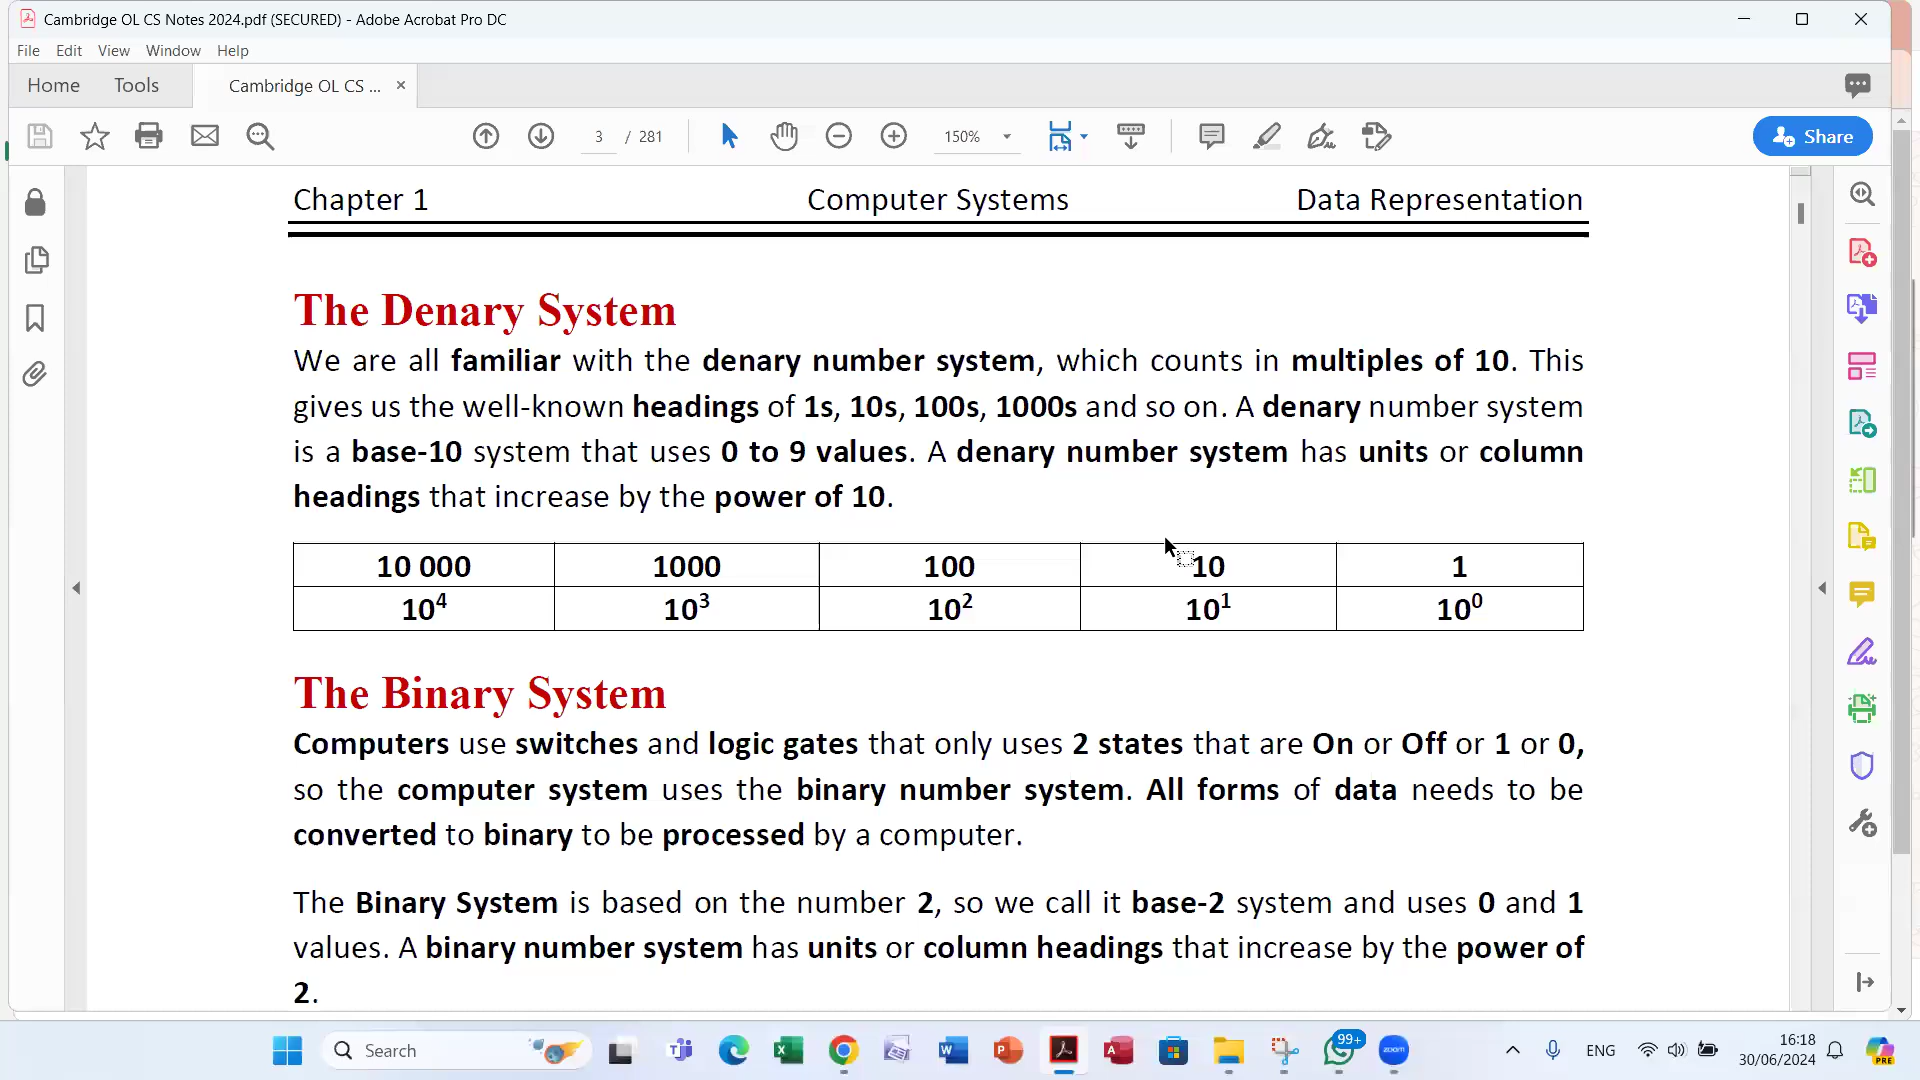 Cambridge OL CS Notes 2024.pdf (SECURED) - Adobe Acrobat Pro DC
File Edit View Window Help
Home Tools Cambridge OL CS ... ×
3 / 281 150% Share
Chapter 1 Computer Systems Data Representation
The Denary System
We are all familiar with the denary number system, which counts in multiples of 10. This
gives us the well-known headings of 1s, 10s, 100s, 1000s and so on. A denary number system
is a base-10 system that uses 0 to 9 values. A denary number system has units or column
headings that increase by the power of 10.
10 000 1000 100 10 1
10⁴ 10³ 10² 10¹ 10⁰
The Binary System
Computers use switches and logic gates that only uses 2 states that are On or Off or 1 or 0,
so the computer system uses the binary number system. All forms of data needs to be
converted to binary to be processed by a computer.
The Binary System is based on the number 2, so we call it base-2 system and uses 0 and 1
values. A binary number system has units or column headings that increase by the power of
2.
Search 99+ zoom ENG 16:18
30/06/2024 PRE